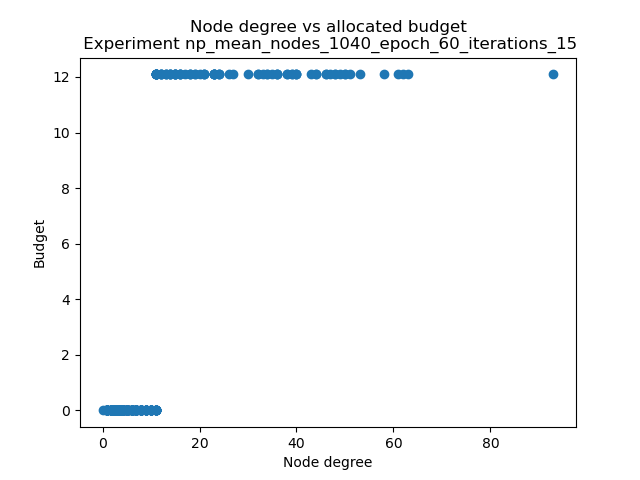 Node degree vs allocated budget
Experiment np_mean_nodes_1040_epoch_60_iterations_15
12
10
8
6
4
2
0
Budget
0 20 40 60 80
Node degree